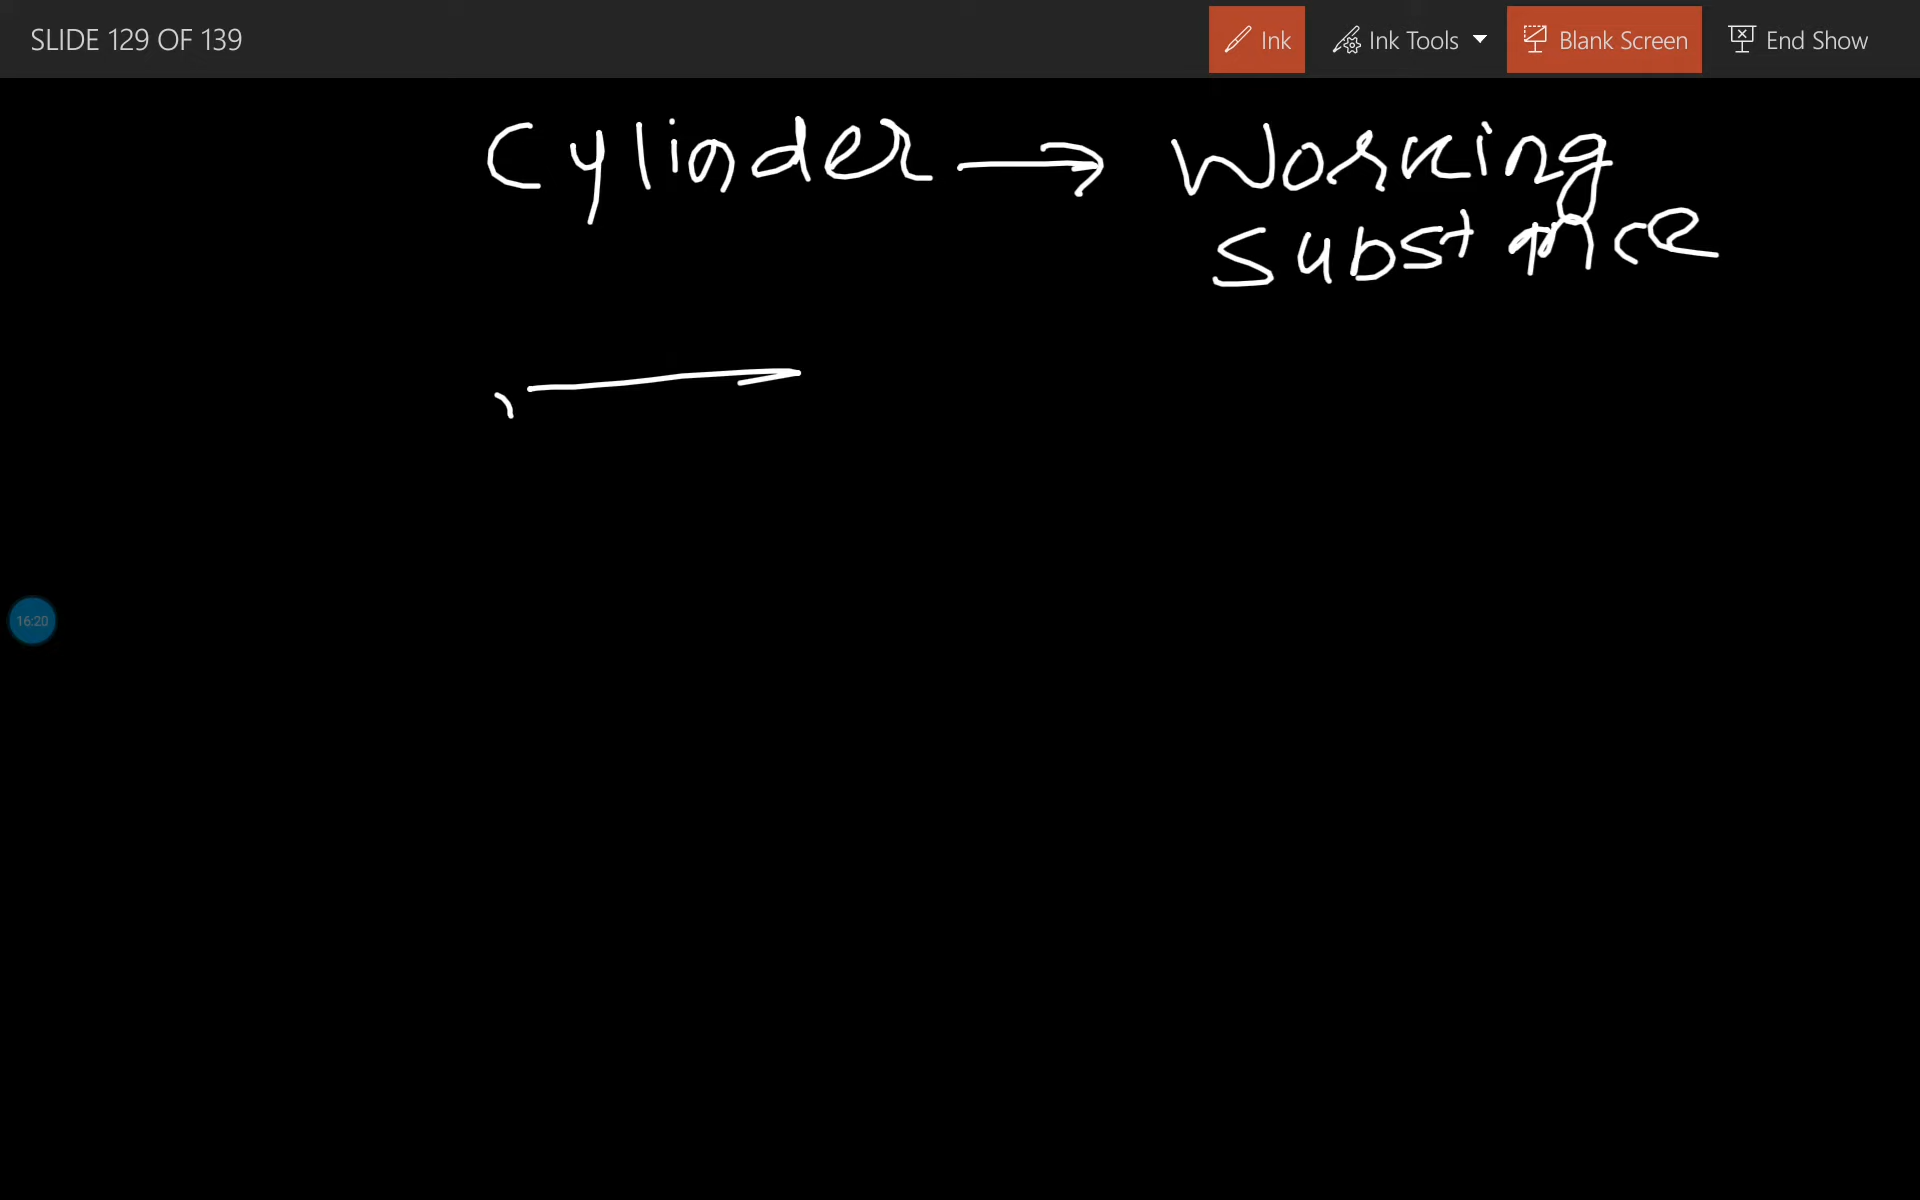 SLIDE 129 OF 139 Ink Ink Tools Blank Screen End Show
Cylinder → Working
substance
16:20